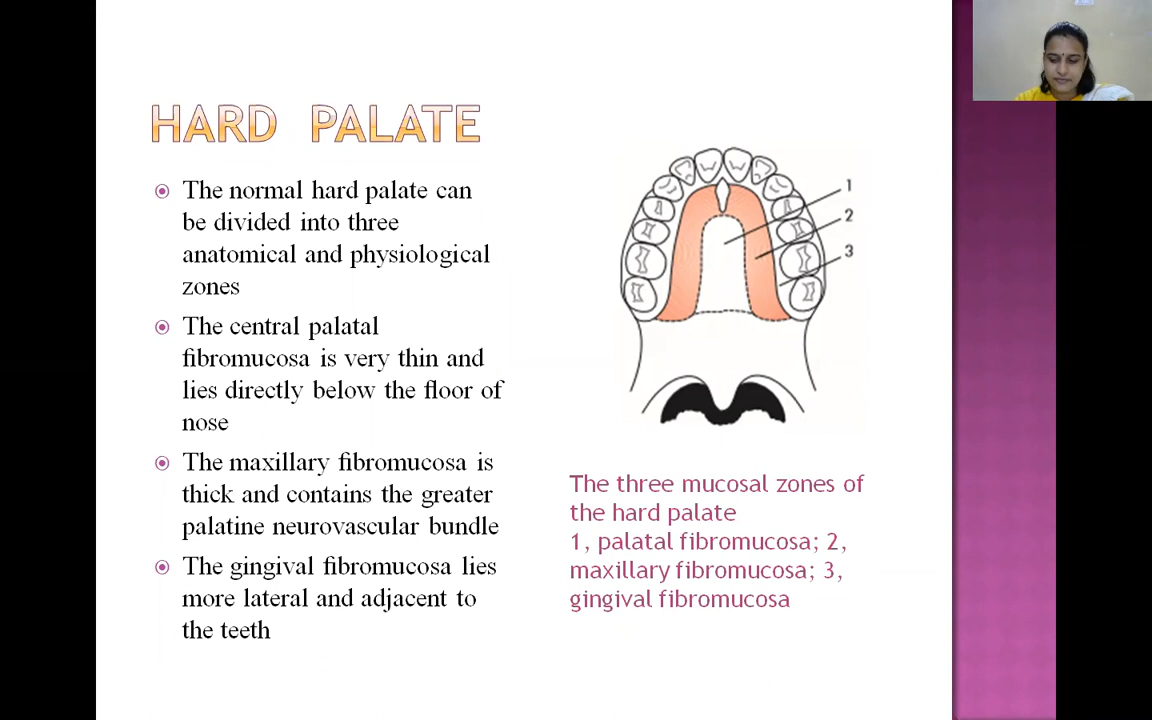 HARD PALATE
The normal hard palate can
be divided into three
anatomical and physiological
zones
The central palatal
fibromucosa is very thin and
lies directly below the floor of
nose
The maxillary fibromucosa is
thick and contains the greater
palatine neurovascular bundle
The gingival fibromucosa lies
more lateral and adjacent to
the teeth
1
2
3
The three mucosal zones of
the hard palate
1, palatal fibromucosa; 2,
maxillary fibromucosa; 3,
gingival fibromucosa